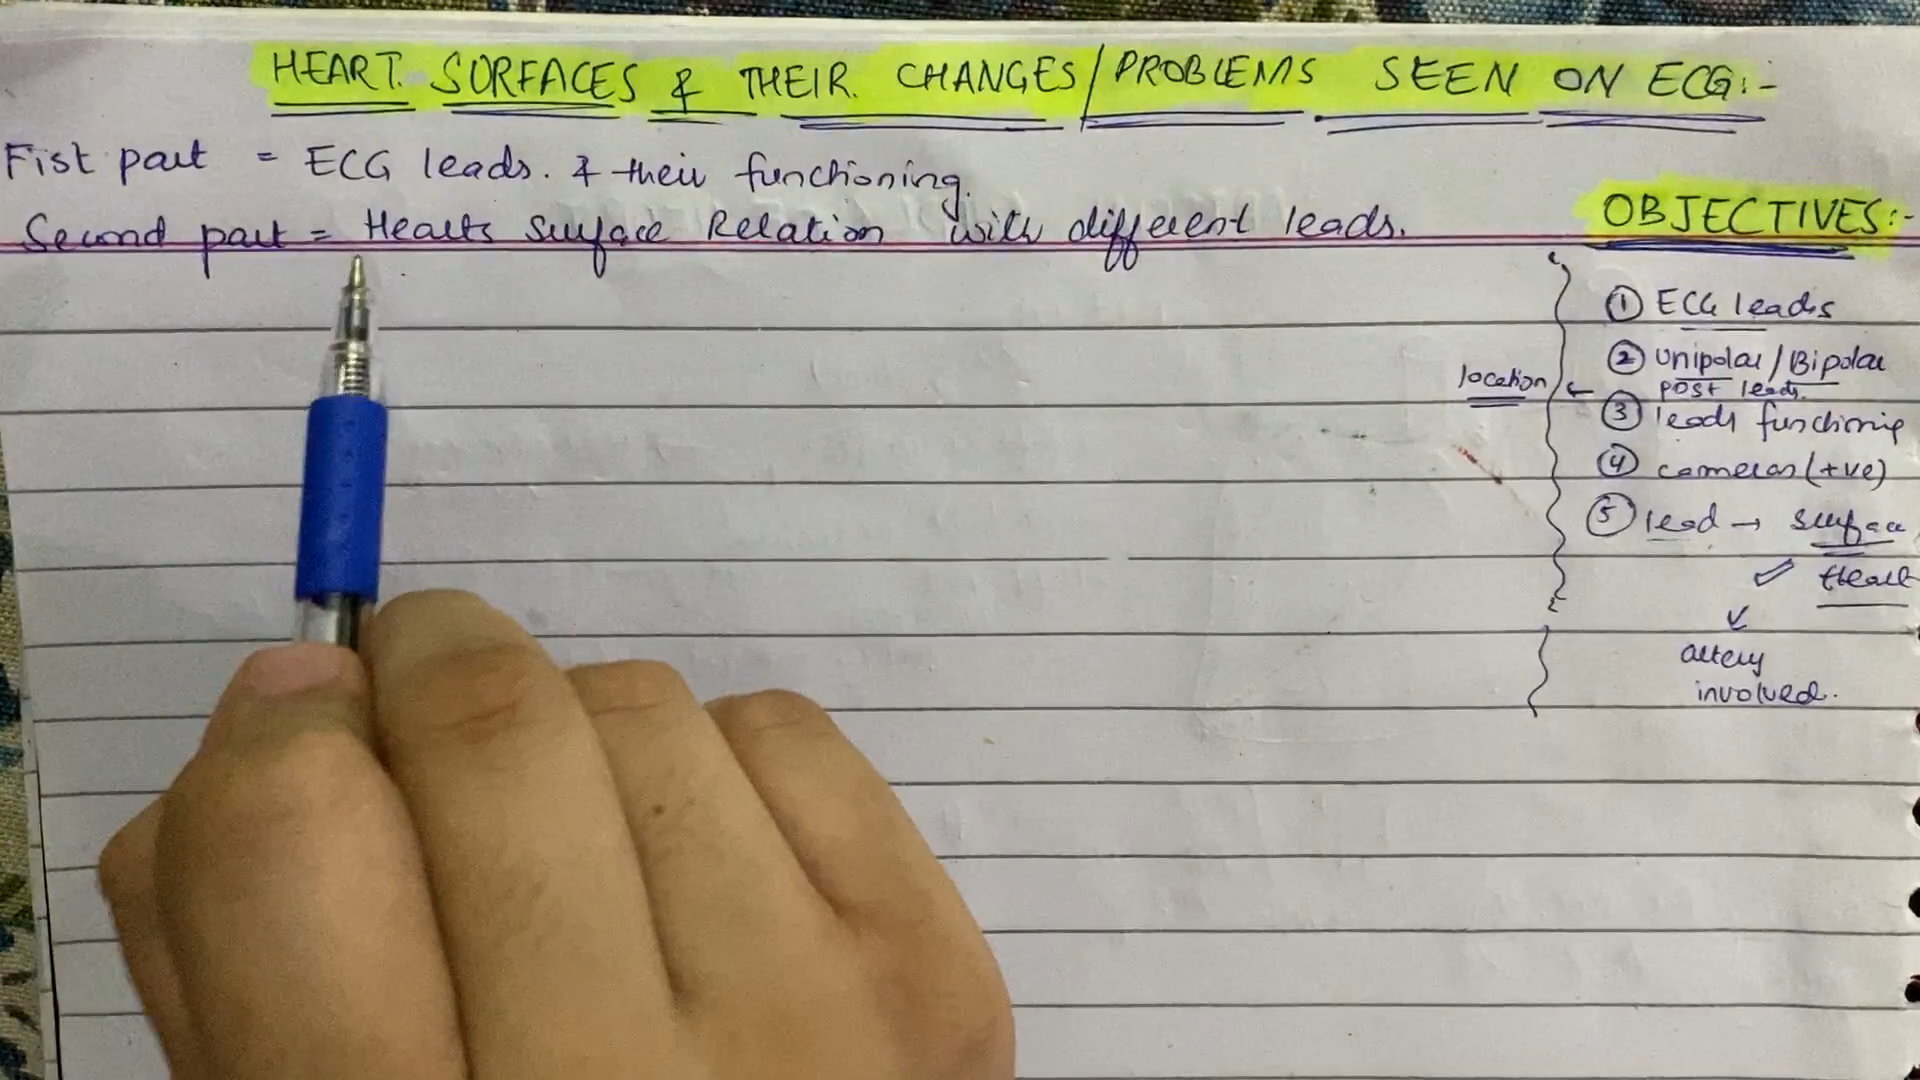 HEART. SURFACES & THEIR. CHANGES/PROBLEMS SEEN ON ECG:-
Fist part = ECG leads. & their functioning.
Second part = Hearts Surface Relation with different leads.
OBJECTIVES:-
① ECG leads
② Unipolar/Bipolar
post leads.
location ←
③ leads functionig
④ cameras (+ve)
⑤ lead → surface
Heart
↓
artery
involved.